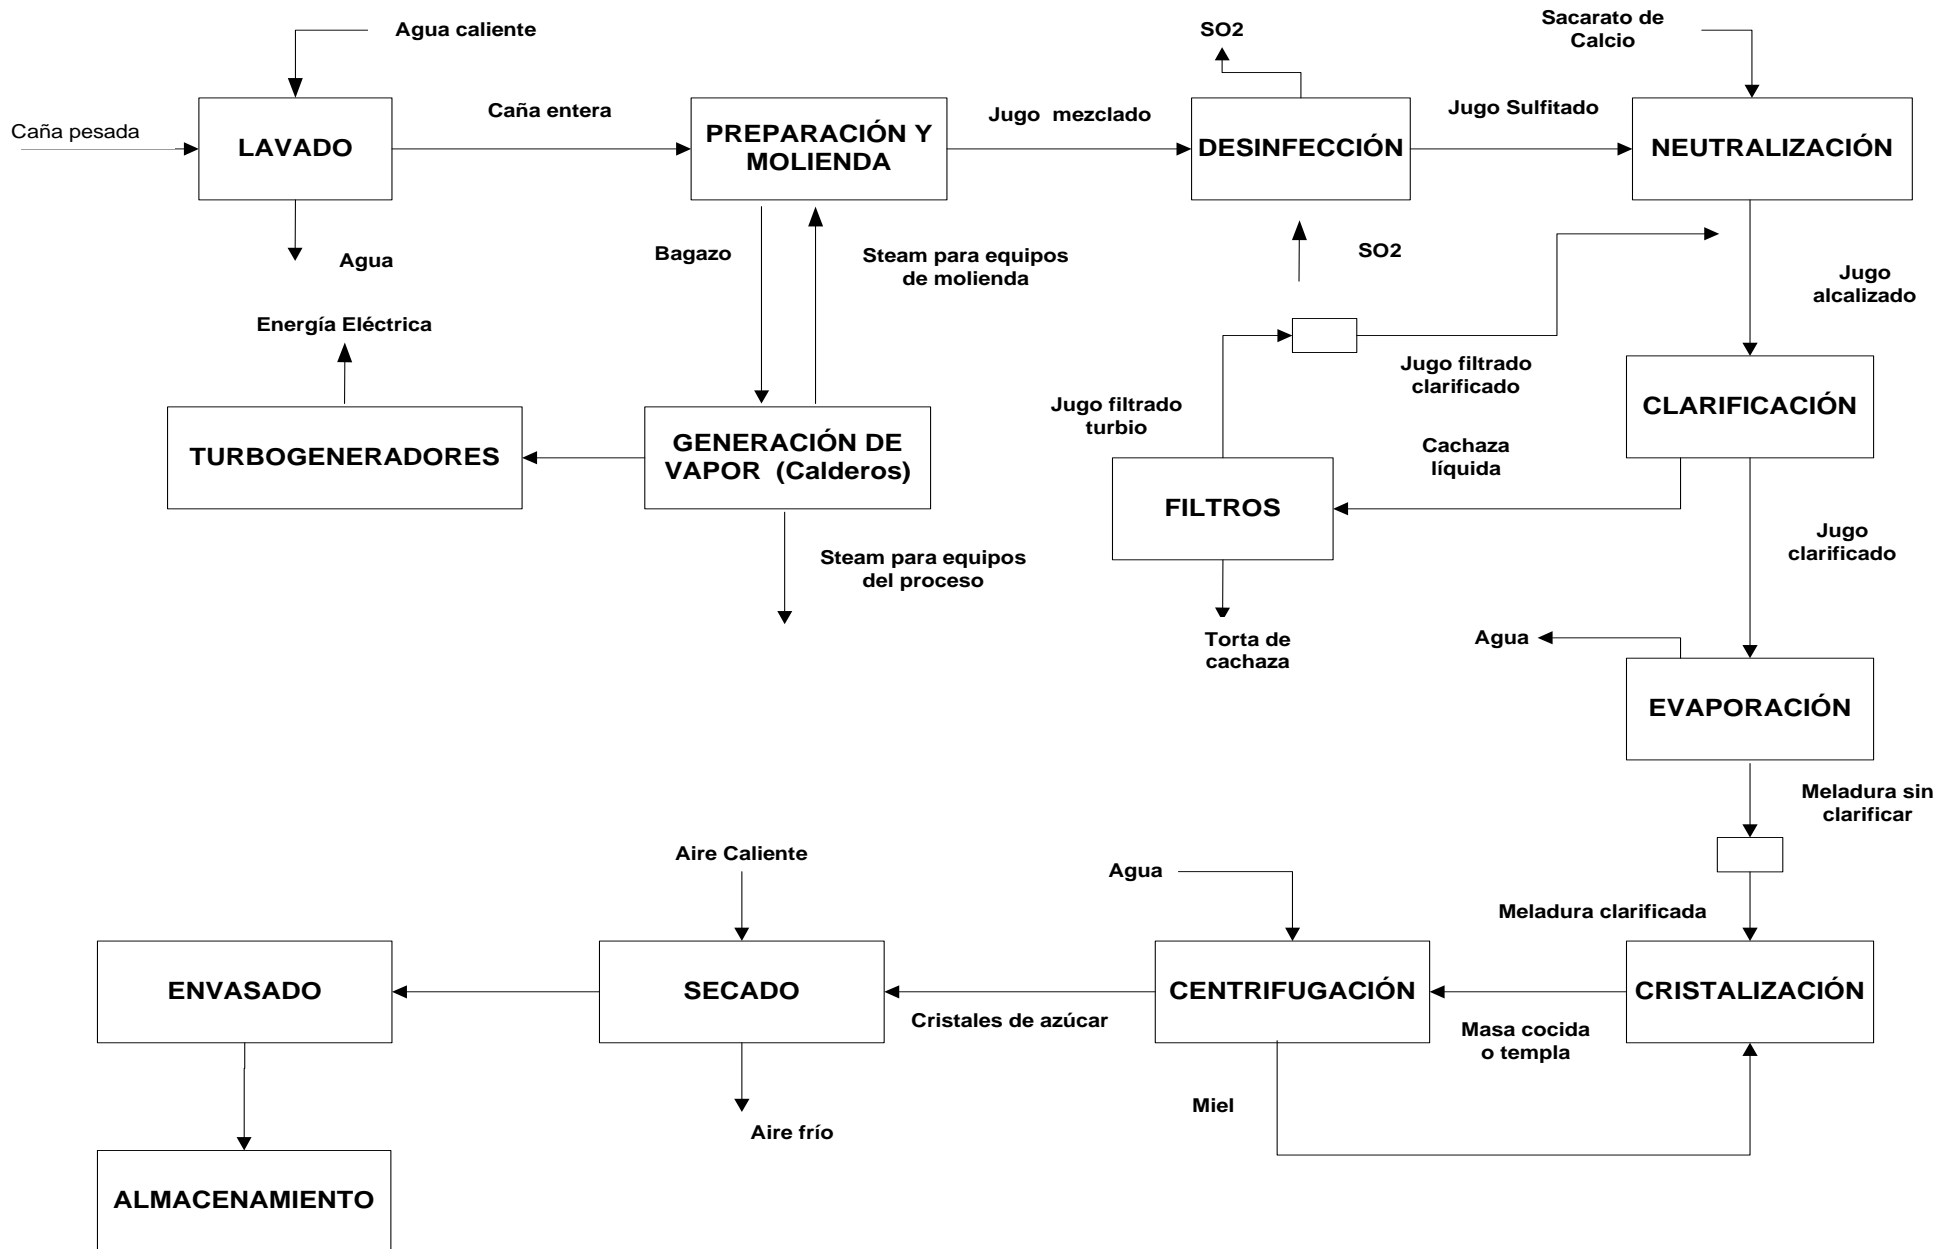 Agua caliente
SO2
Sacarato de
Calcio
Caña pesada
LAVADO
Caña entera
PREPARACIÓN Y
MOLIENDA
Jugo mezclado
DESINFECCIÓN
Jugo Sulfitado
NEUTRALIZACIÓN
Agua
Bagazo
Steam para equipos
de molienda
SO2
Jugo
alcalizado
Energía Eléctrica
Jugo filtrado
clarificado
Jugo filtrado
turbio
CLARIFICACIÓN
TURBOGENERADORES
GENERACIÓN DE
VAPOR (Calderos)
Cachaza
líquida
FILTROS
Jugo
clarificado
Steam para equipos
del proceso
Torta de
cachaza
Agua
EVAPORACIÓN
Meladura sin
clarificar
Aire Caliente
Agua
Meladura clarificada
ENVASADO
SECADO
CENTRIFUGACIÓN
CRISTALIZACIÓN
Cristales de azúcar
Masa cocida
o templa
Miel
Aire frío
ALMACENAMIENTO